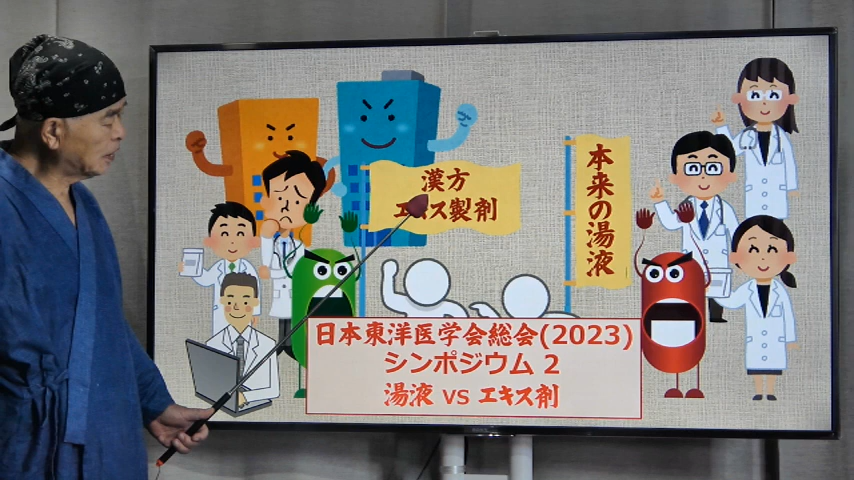 漢方
エキス製剤
本来の湯液
日本東洋医学会総会(2023)
シンポジウム 2
湯液 vs エキス剤